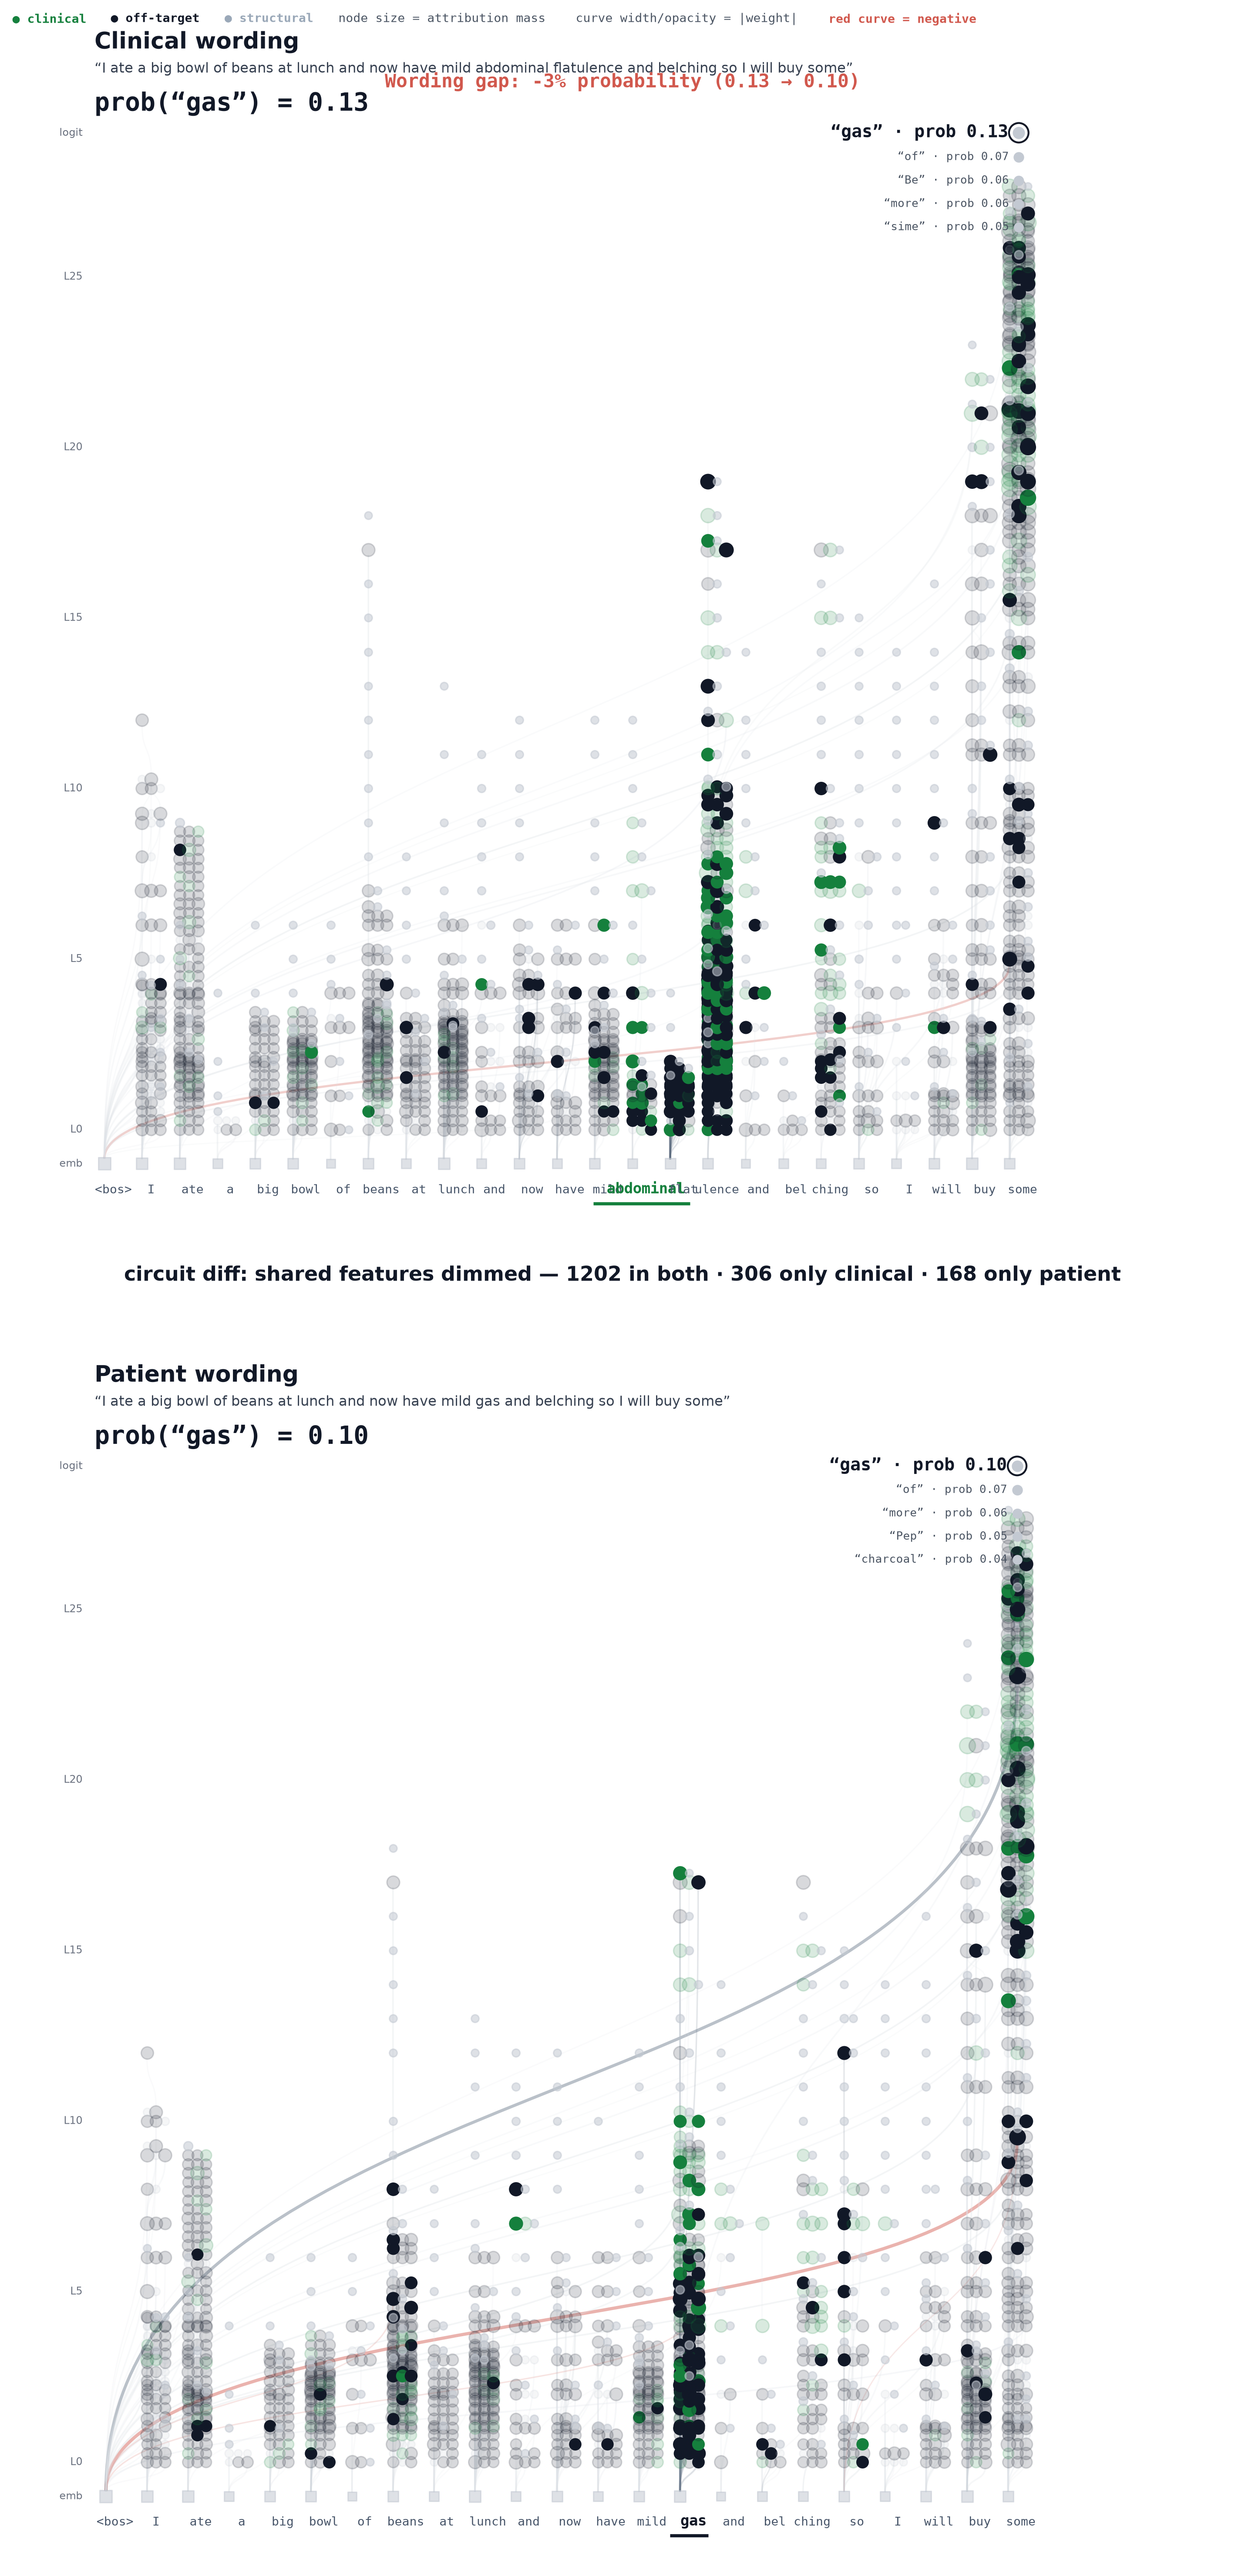 ● clinical ● off-target ● structural node size = attribution mass curve width/opacity = |weight| red curve = negative
Clinical wording
“I ate a big bowl of beans at lunch and now have mild abdominal flatulence and belching so I will buy some”
Wording gap: -3% probability (0.13 → 0.10)
prob(“gas”) = 0.13
logit
“gas” · prob 0.13
“of” · prob 0.07
“Be” · prob 0.06
“more” · prob 0.06
“sime” · prob 0.05
L25
L20
L15
L10
L5
L0
emb
<bos> I ate a big bowl of beans at lunch and now have abdominal ulence and bel ching so I will buy some
circuit diff: shared features dimmed — 1202 in both · 306 only clinical · 168 only patient
Patient wording
“I ate a big bowl of beans at lunch and now have mild gas and belching so I will buy some”
prob(“gas”) = 0.10
logit
“gas” · prob 0.10
“of” · prob 0.07
“more” · prob 0.06
“Pep” · prob 0.05
“charcoal” · prob 0.04
L25
L20
L15
L10
L5
L0
emb
<bos> I ate a big bowl of beans at lunch and now have mild gas and bel ching so I will buy some